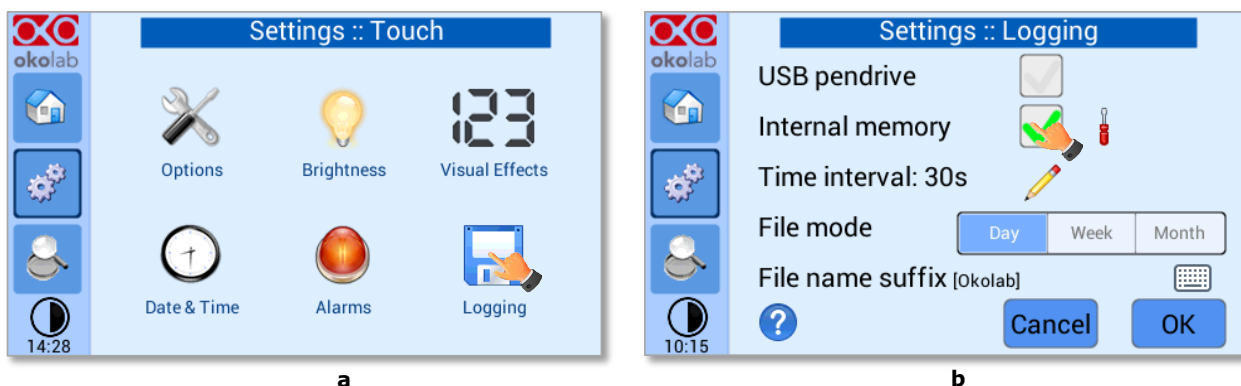 Settings :: Touch
okolab
Options
Brightness
123
Visual Effects
Date & Time
Alarms
Logging
14:28
a
Settings :: Logging
okolab
USB pendrive
Internal memory
Time interval: 30s
File mode
Day
Week
Month
File name suffix [Okolab]
?
Cancel
OK
10:15
b